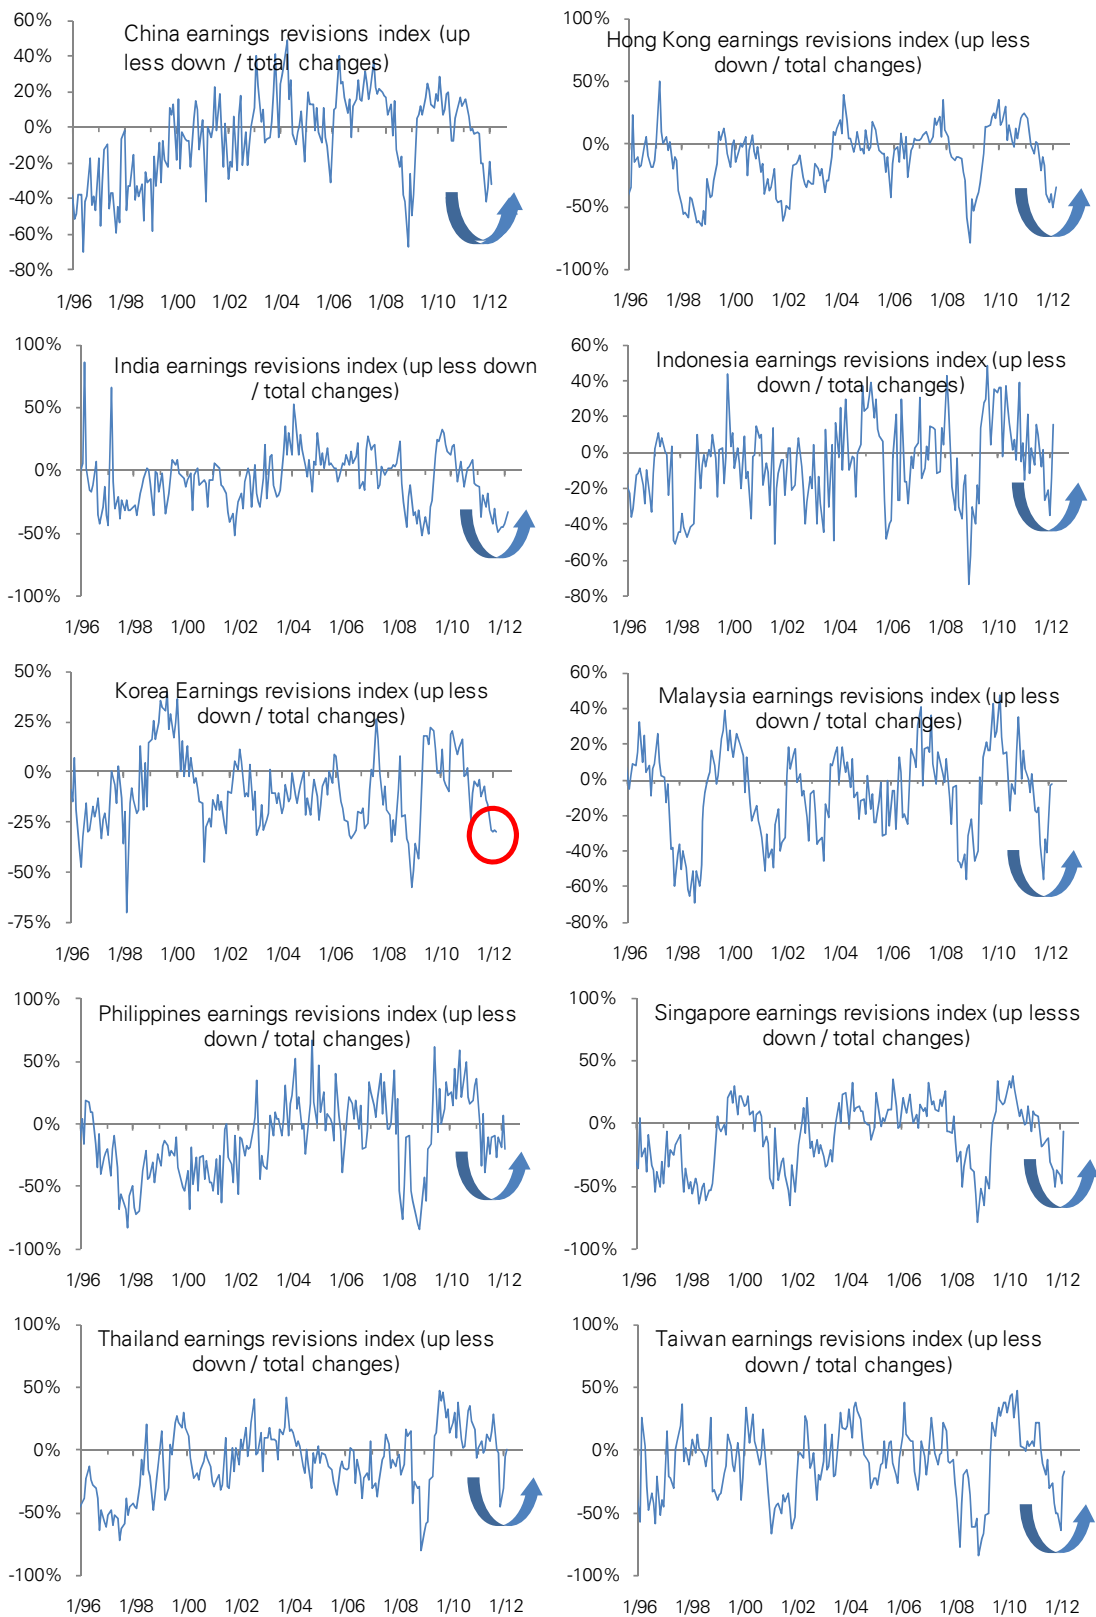 China earnings revisions index (up
less down / total changes)
60%
40%
20%
0%
-20%
-40%
-60%
-80%
1/96 1/98 1/00 1/02 1/04 1/06 1/08 1/10 1/12
Hong Kong earnings revisions index (up less
down / total changes)
100%
50%
0%
-50%
-100%
1/96 1/98 1/00 1/02 1/04 1/06 1/08 1/10 1/12
India earnings revisions index (up less down
/ total changes)
100%
50%
0%
-50%
-100%
1/96 1/98 1/00 1/02 1/04 1/06 1/08 1/10 1/12
Indonesia earnings revisions index (up less
down / total changes)
60%
40%
20%
0%
-20%
-40%
-60%
-80%
1/96 1/98 1/00 1/02 1/04 1/06 1/08 1/10 1/12
Korea Earnings revisions index (up less
down / total changes)
50%
25%
0%
-25%
-50%
-75%
1/96 1/98 1/00 1/02 1/04 1/06 1/08 1/10 1/12
Malaysia earnings revisions index (up less
down / total changes)
60%
40%
20%
0%
-20%
-40%
-60%
-80%
1/96 1/98 1/00 1/02 1/04 1/06 1/08 1/10 1/12
Philippines earnings revisions index (up less
down / total changes)
100%
50%
0%
-50%
-100%
1/96 1/98 1/00 1/02 1/04 1/06 1/08 1/10 1/12
Singapore earnings revisions index (up lesss
down / total changes)
100%
50%
0%
-50%
-100%
1/96 1/98 1/00 1/02 1/04 1/06 1/08 1/10 1/12
Thailand earnings revisions index (up less
down / total changes)
100%
50%
0%
-50%
-100%
1/96 1/98 1/00 1/02 1/04 1/06 1/08 1/10 1/12
Taiwan earnings revisions index (up less
down / total changes)
100%
50%
0%
-50%
-100%
1/96 1/98 1/00 1/02 1/04 1/06 1/08 1/10 1/12